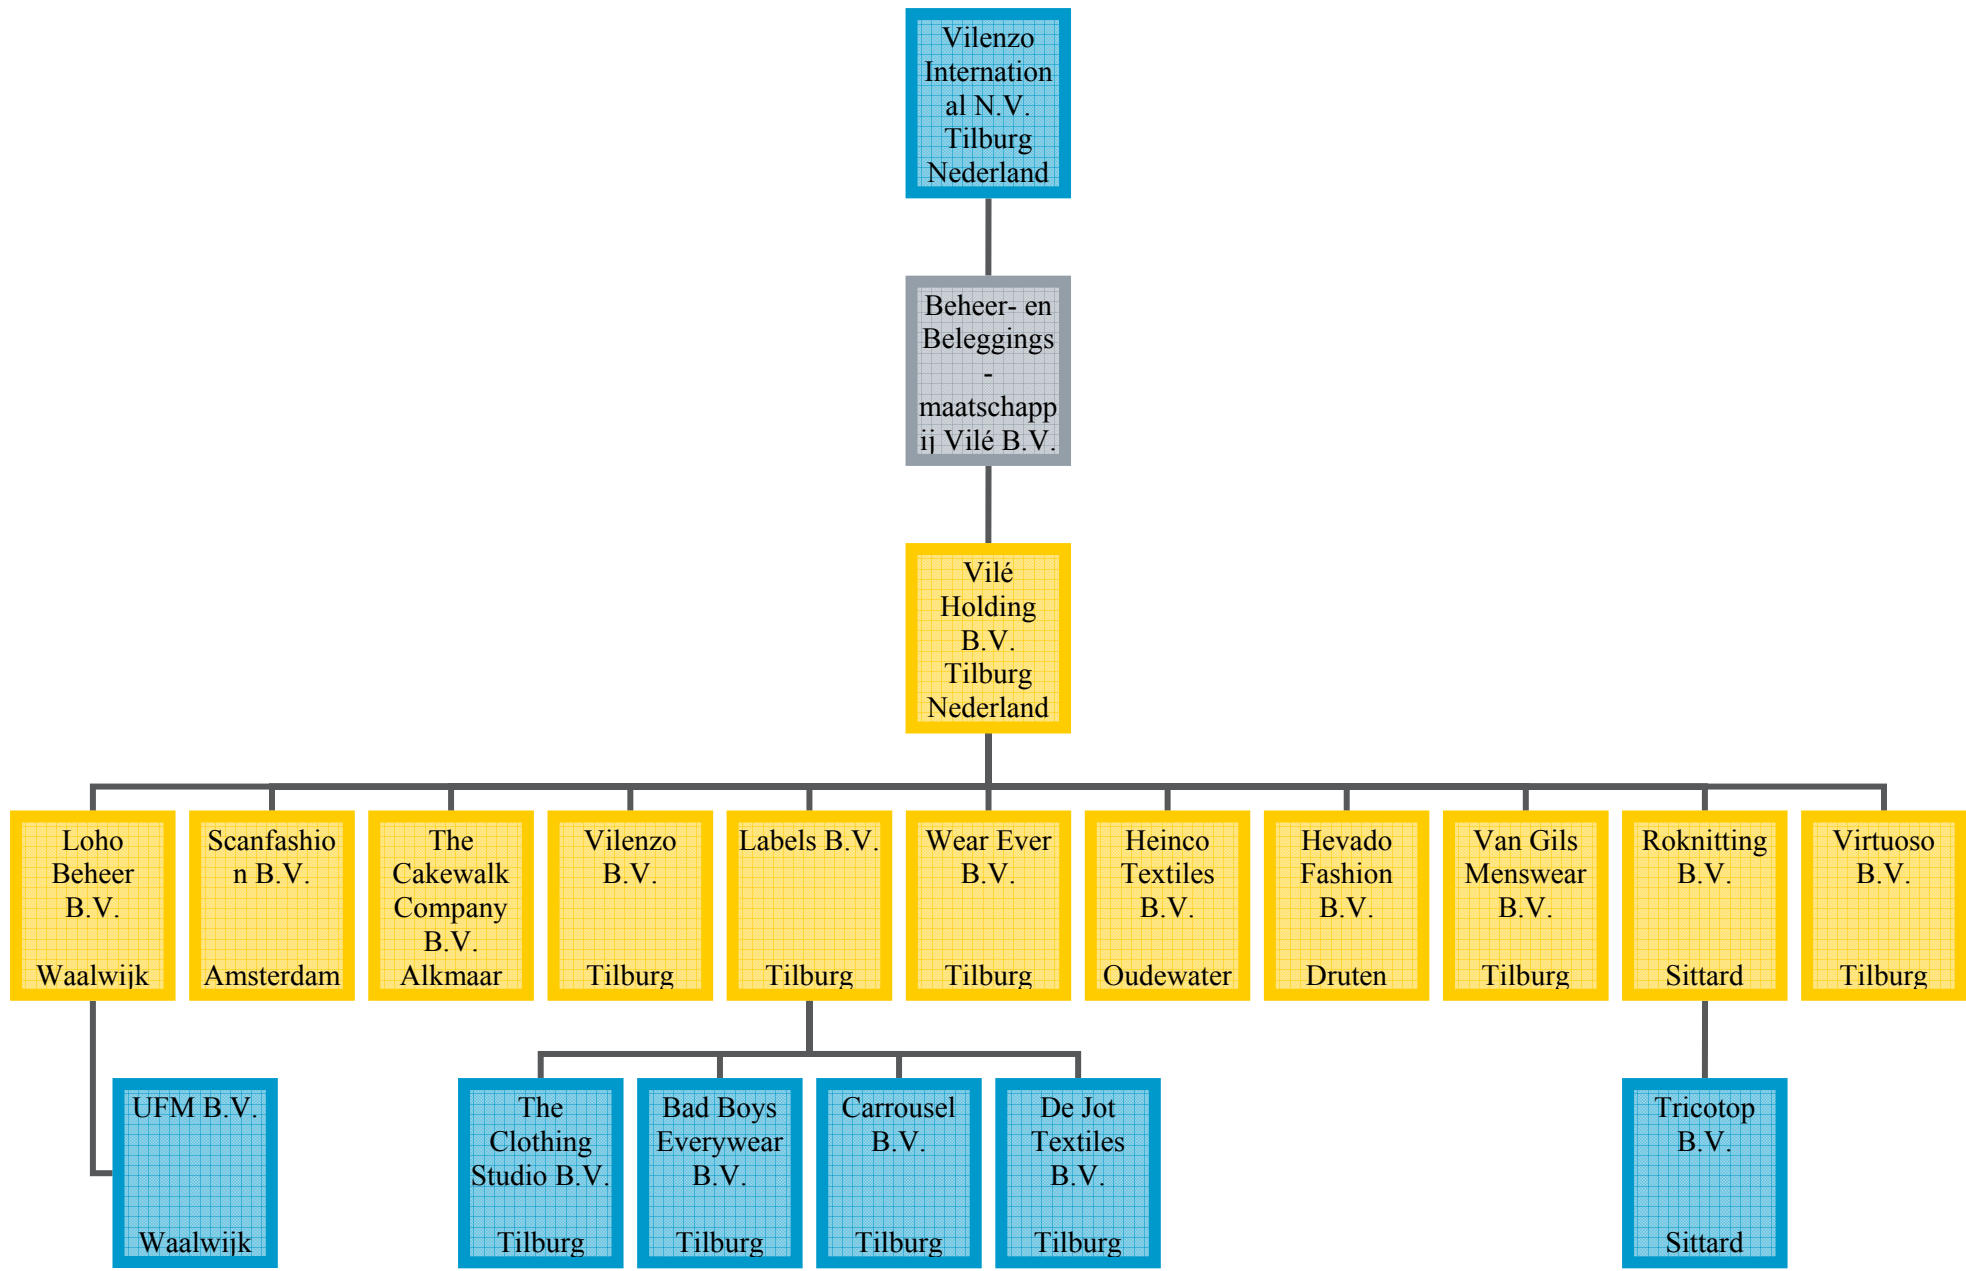 Vilenzo
Internation
al N.V.
Tilburg
Nederland
Beheer- en
Beleggings
-
maatschapp
ij Vilé B.V.
Vilé
Holding
B.V.
Tilburg
Nederland
Loho
Beheer
B.V.
Waalwijk
Scanfashio
n B.V.
Amsterdam
The
Cakewalk
Company
B.V.
Alkmaar
Vilenzo
B.V.
Tilburg
Labels B.V.
Tilburg
Wear Ever
B.V.
Tilburg
Heinco
Textiles
B.V.
Oudewater
Hevado
Fashion
B.V.
Druten
Van Gils
Menswear
B.V.
Tilburg
Roknitting
B.V.
Sittard
Virtuoso
B.V.
Tilburg
UFM B.V.
Waalwijk
The
Clothing
Studio B.V.
Tilburg
Bad Boys
Everywear
B.V.
Tilburg
Carrousel
B.V.
Tilburg
De Jot
Textiles
B.V.
Tilburg
Tricotop
B.V.
Sittard